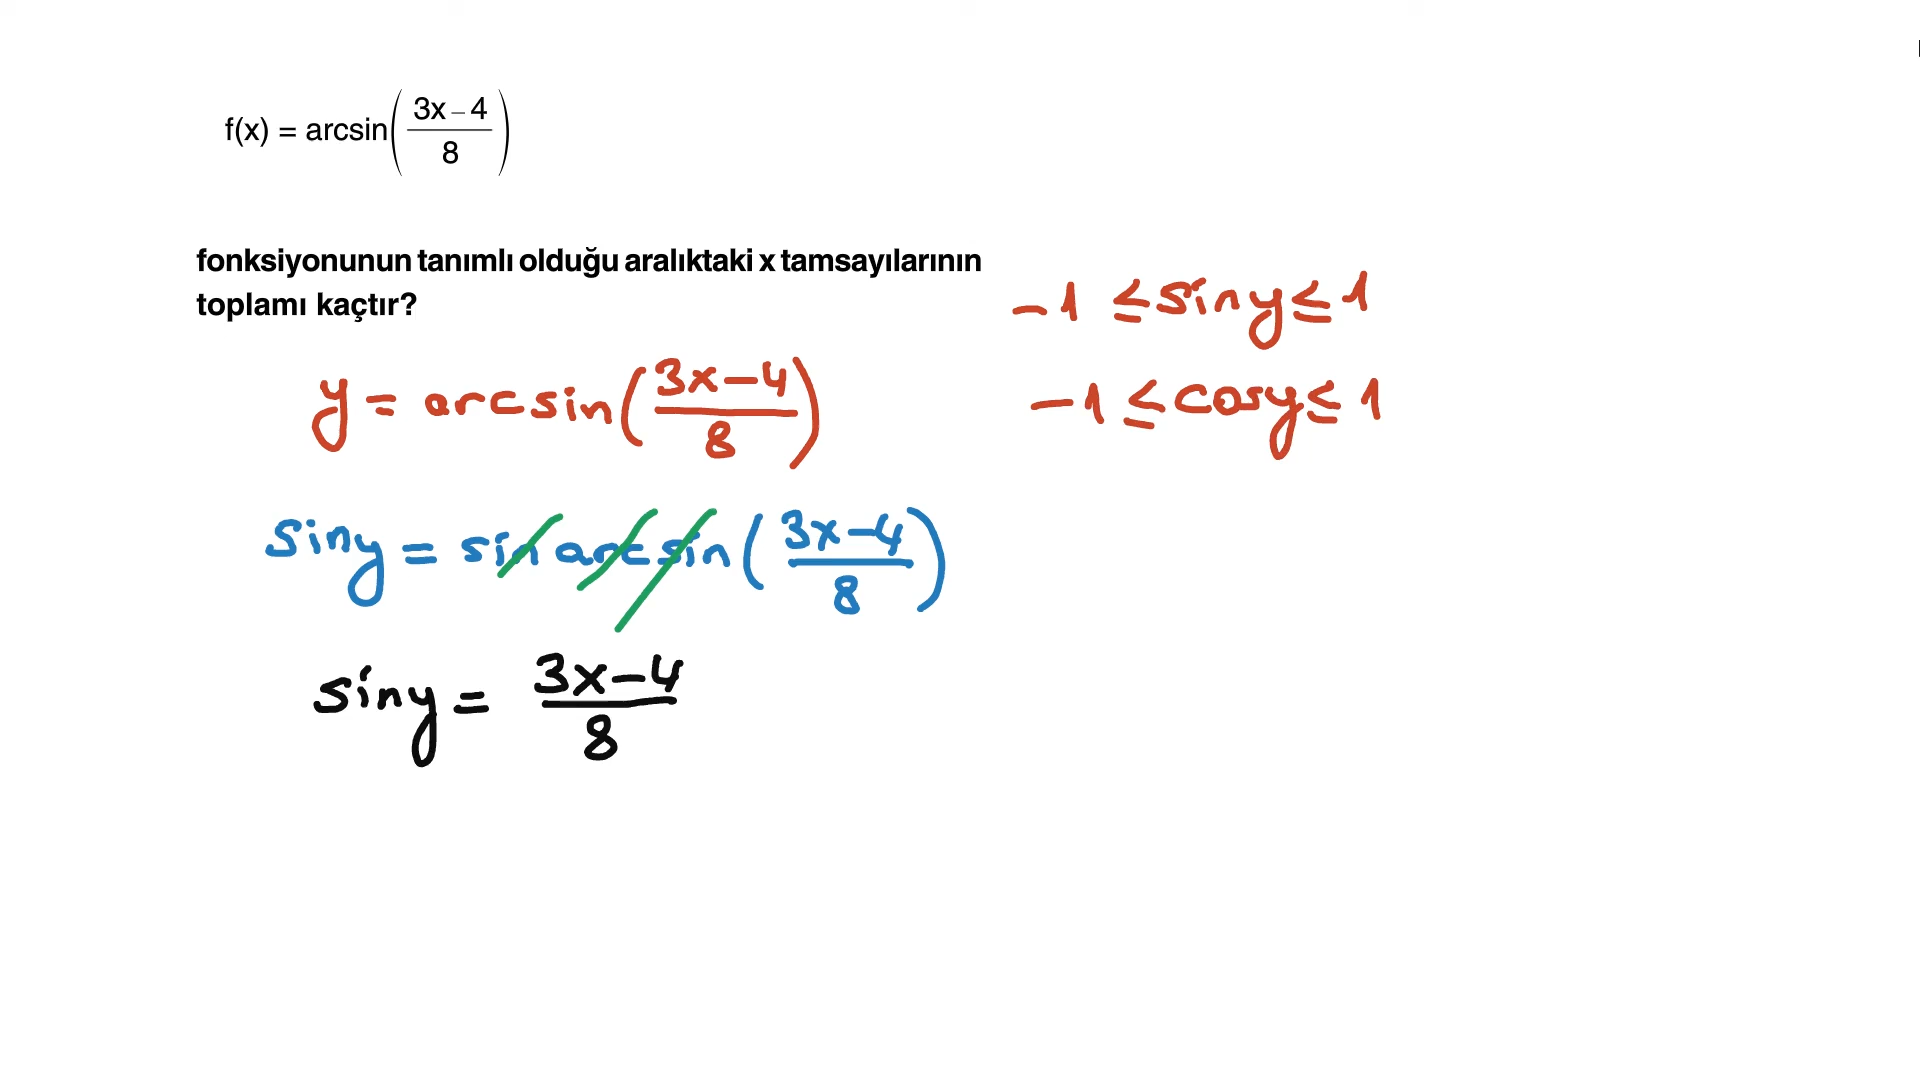 f(x) = arcsin((3x – 4)/8)
fonksiyonunun tanımlı olduğu aralıktaki x tamsayılarının
toplamı kaçtır?
-1 ≤ siny ≤ 1
y = arcsin((3x-4)/8)
-1 ≤ cosy ≤ 1
siny = sin arcsin((3x-4)/8)
siny = (3x-4)/8